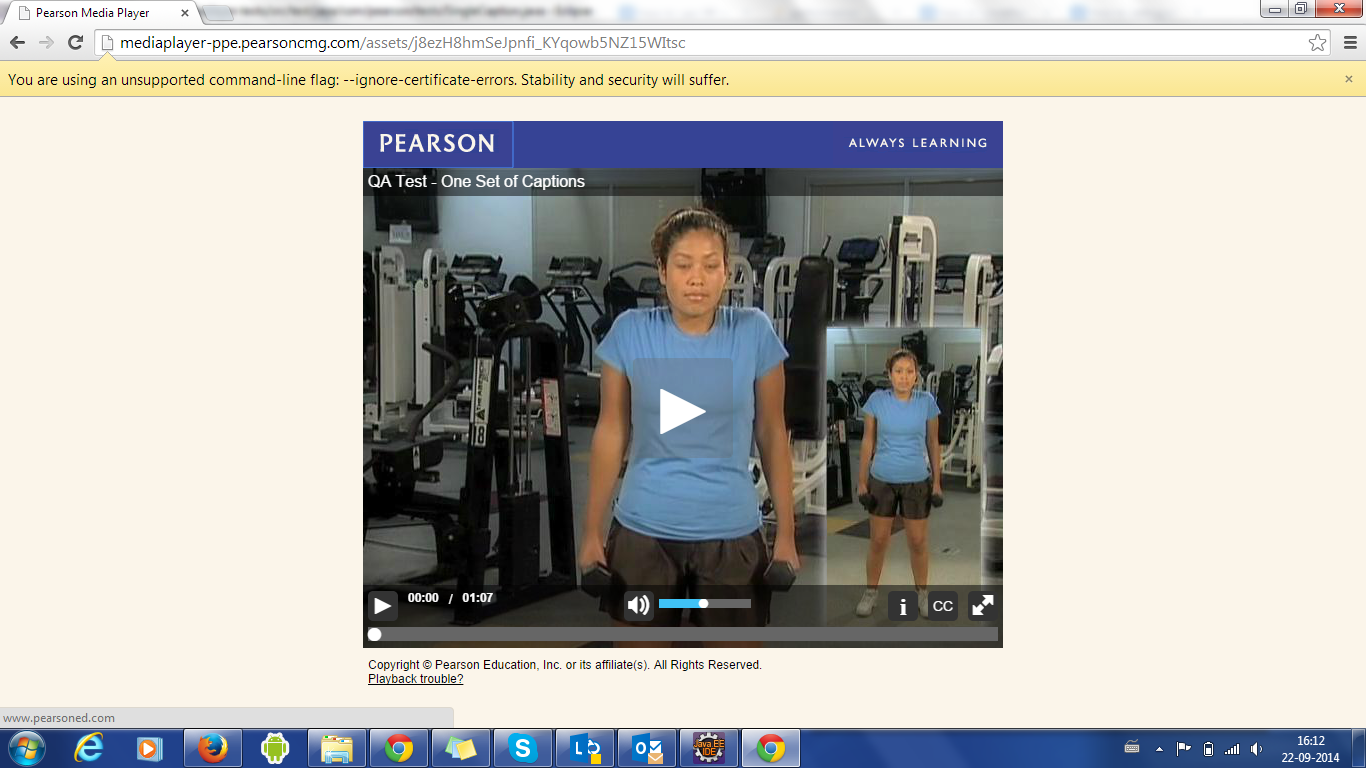 Pearson Media Player
mediaplayer-ppe.pearsoncmg.com/assets/j8ezH8hmSeJpnfi_KYqowb5NZ15WItsc
You are using an unsupported command-line flag: --ignore-certificate-errors. Stability and security will suffer.
PEARSON
ALWAYS LEARNING
QA Test - One Set of Captions
18
00:00 / 01:07
i CC
Copyright © Pearson Education, Inc. or its affiliate(s). All Rights Reserved.
Playback trouble?
www.pearsoned.com
Java EE
IDE
16:12
22-09-2014